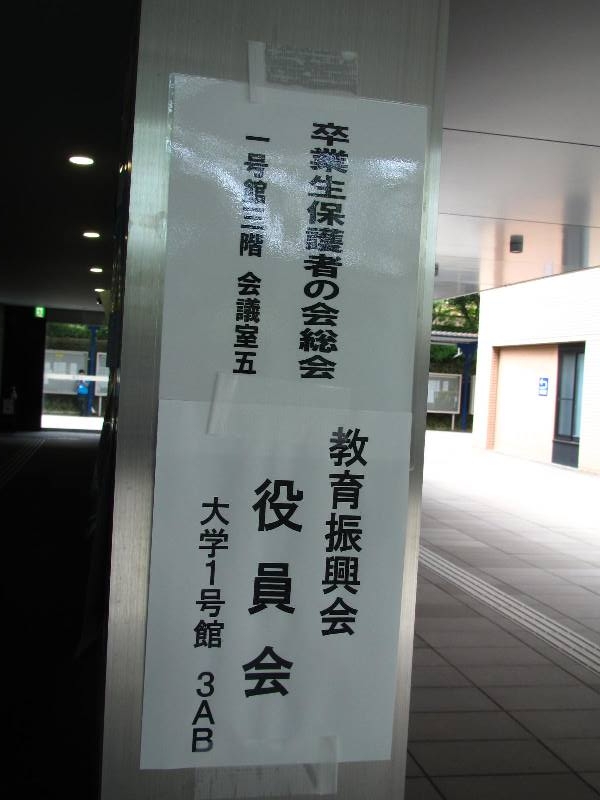 卒業生保護者の会総会
一号館三階 会議室五
教育振興会
役員会
大学1号館 3AB